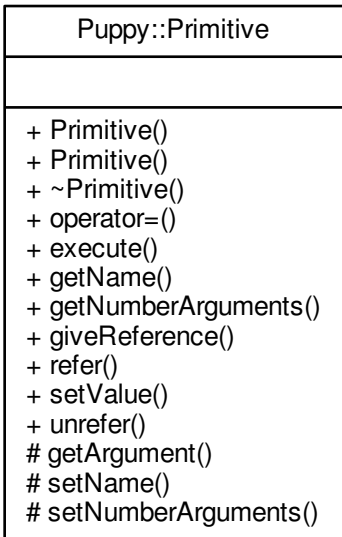 Puppy::Primitive
+ Primitive()
+ Primitive()
+ ~Primitive()
+ operator=()
+ execute()
+ getName()
+ getNumberArguments()
+ giveReference()
+ refer()
+ setValue()
+ unrefer()
# getArgument()
# setName()
# setNumberArguments()